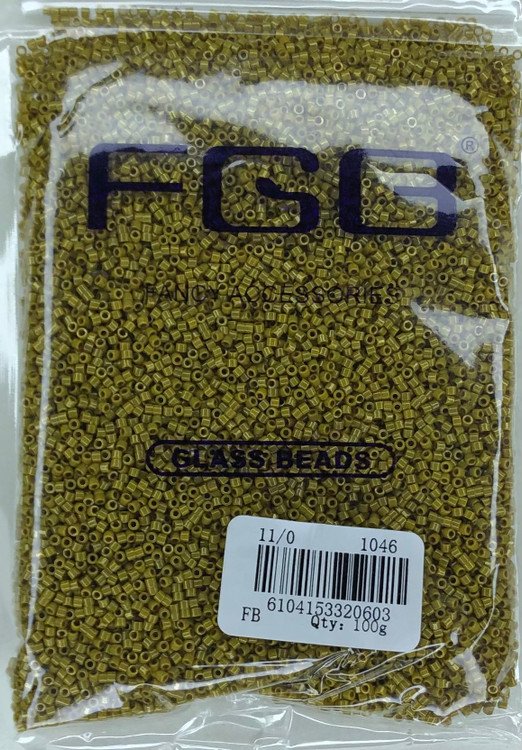 FGB®
FANCY ACCESSORIES
GLASS BEADS
11/0 1046
6104153320603
FB Qty: 100g